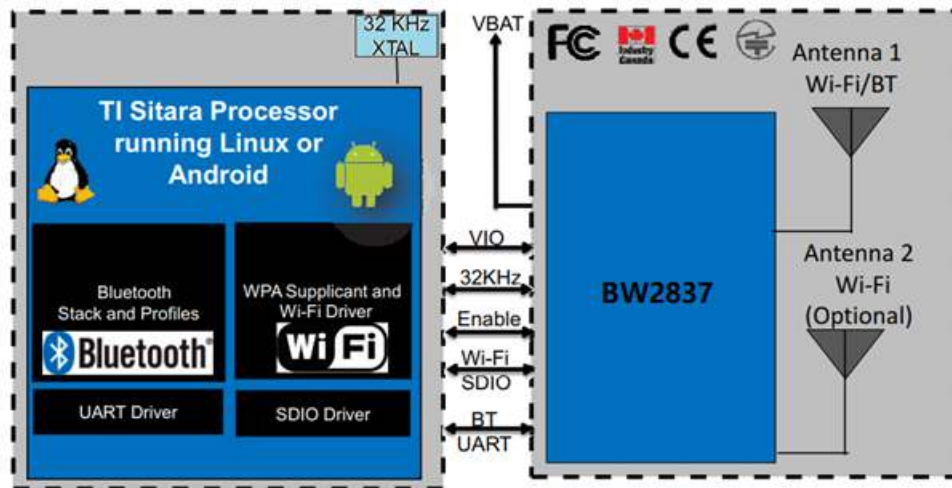 32 KHz
XTAL
TI Sitara Processor
running Linux or
Android
Bluetooth
Stack and Profiles
Bluetooth
WPA Supplicant and
Wi-Fi Driver
Wi Fi
UART Driver
SDIO Driver
VBAT
VIO
32KHz
Enable
Wi-Fi
SDIO
BT
UART
FC
Industry
Canada
CE
Antenna 1
Wi-Fi/BT
BW2837
Antenna 2
Wi-Fi
(Optional)